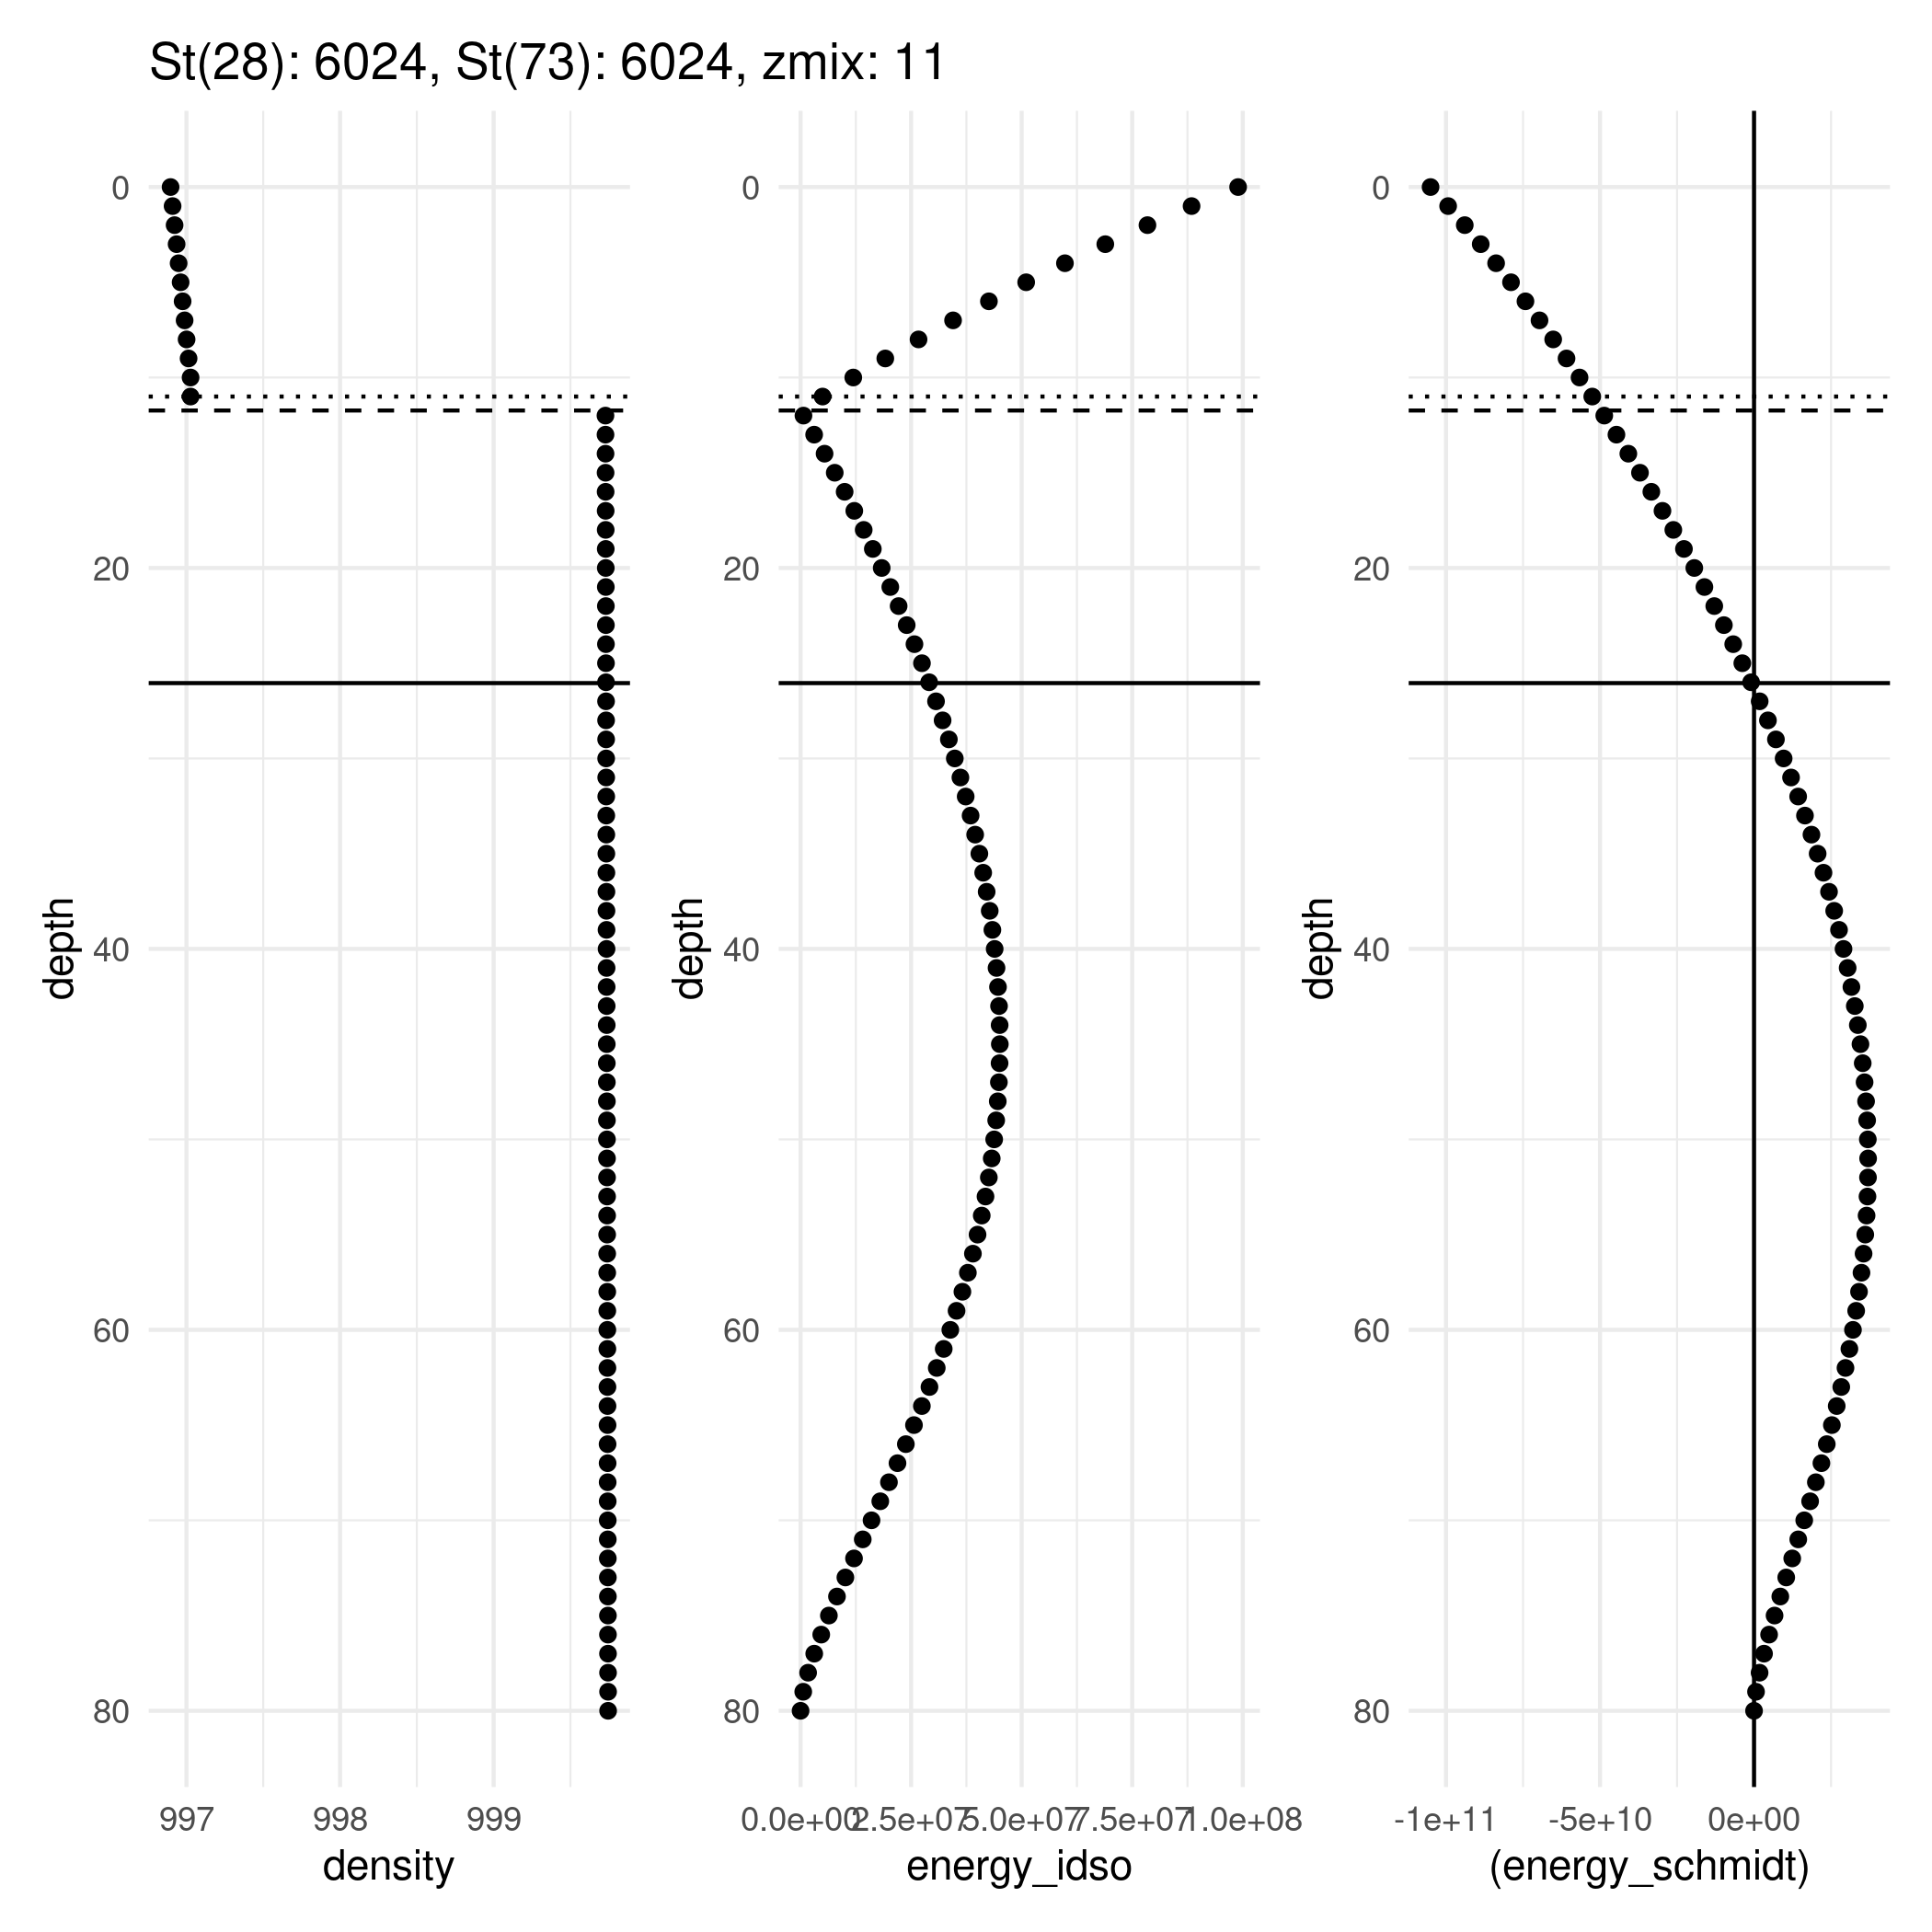 St(28): 6024, St(73): 6024, zmix: 11
0
20
40
60
80
depth
997 998 999
density
0
20
40
60
80
depth
0.0e+00 2.5e+07 5.0e+07 7.5e+07 1.0e+08
energy_idso
0
20
40
60
80
depth
-1e+11 -5e+10 0e+00
(energy_schmidt)